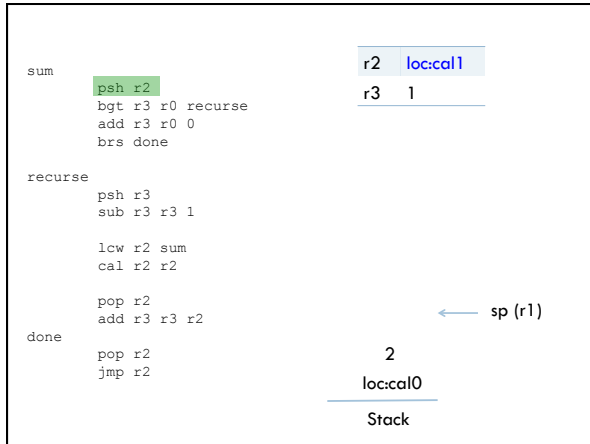 sum
psh r2
bgt r3 r0 recurse
add r3 r0 0
brs done
recurse
psh r3
sub r3 r3 1
lcw r2 sum
cal r2 r2
pop r2
add r3 r3 r2
done
pop r2
jmp r2
r2 loc:cal1
r3 1
sp (r1)
2
loc:cal0
Stack